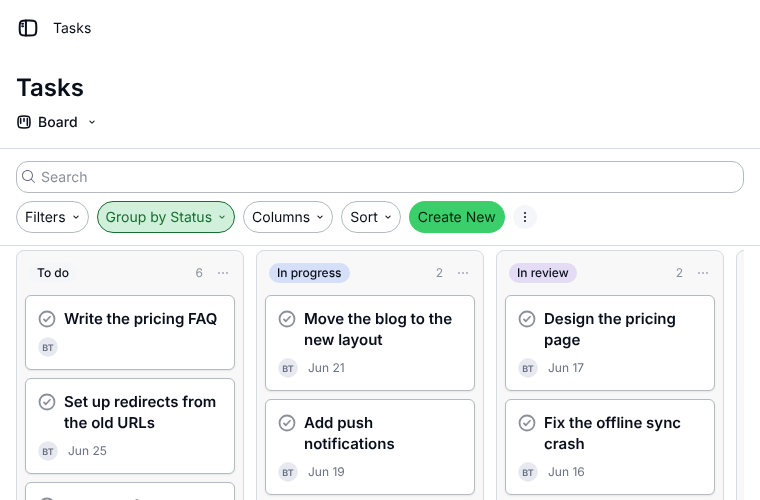 Tasks
Tasks
Board
Search
Filters
Group by Status
Columns
Sort
Create New
To do
6
In progress
2
In review
2
Write the pricing FAQ
BT
Set up redirects from
the old URLs
BT
Jun 25
Move the blog to the
new layout
BT
Jun 21
Add push
notifications
BT
Jun 19
Design the pricing
page
BT
Jun 17
Fix the offline sync
crash
BT
Jun 16